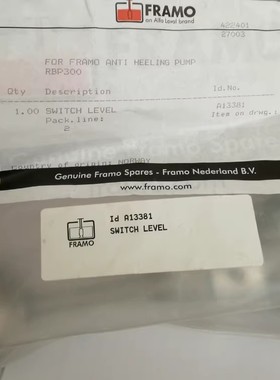 FRAMO
an Alfa Laval brand
422401
27003
FOR FRAMO ANTI HEELING PUMP
RBP300
Qty Description Id.No.
1.00 SWITCH LEVEL A13381
Pack.line: Item on drwg.:
2
Country of origin: NORWAY
Genuine Framo Spares - Framo Nederland B.V.
www.framo.com
Id A13381
SWITCH LEVEL
FRAMO